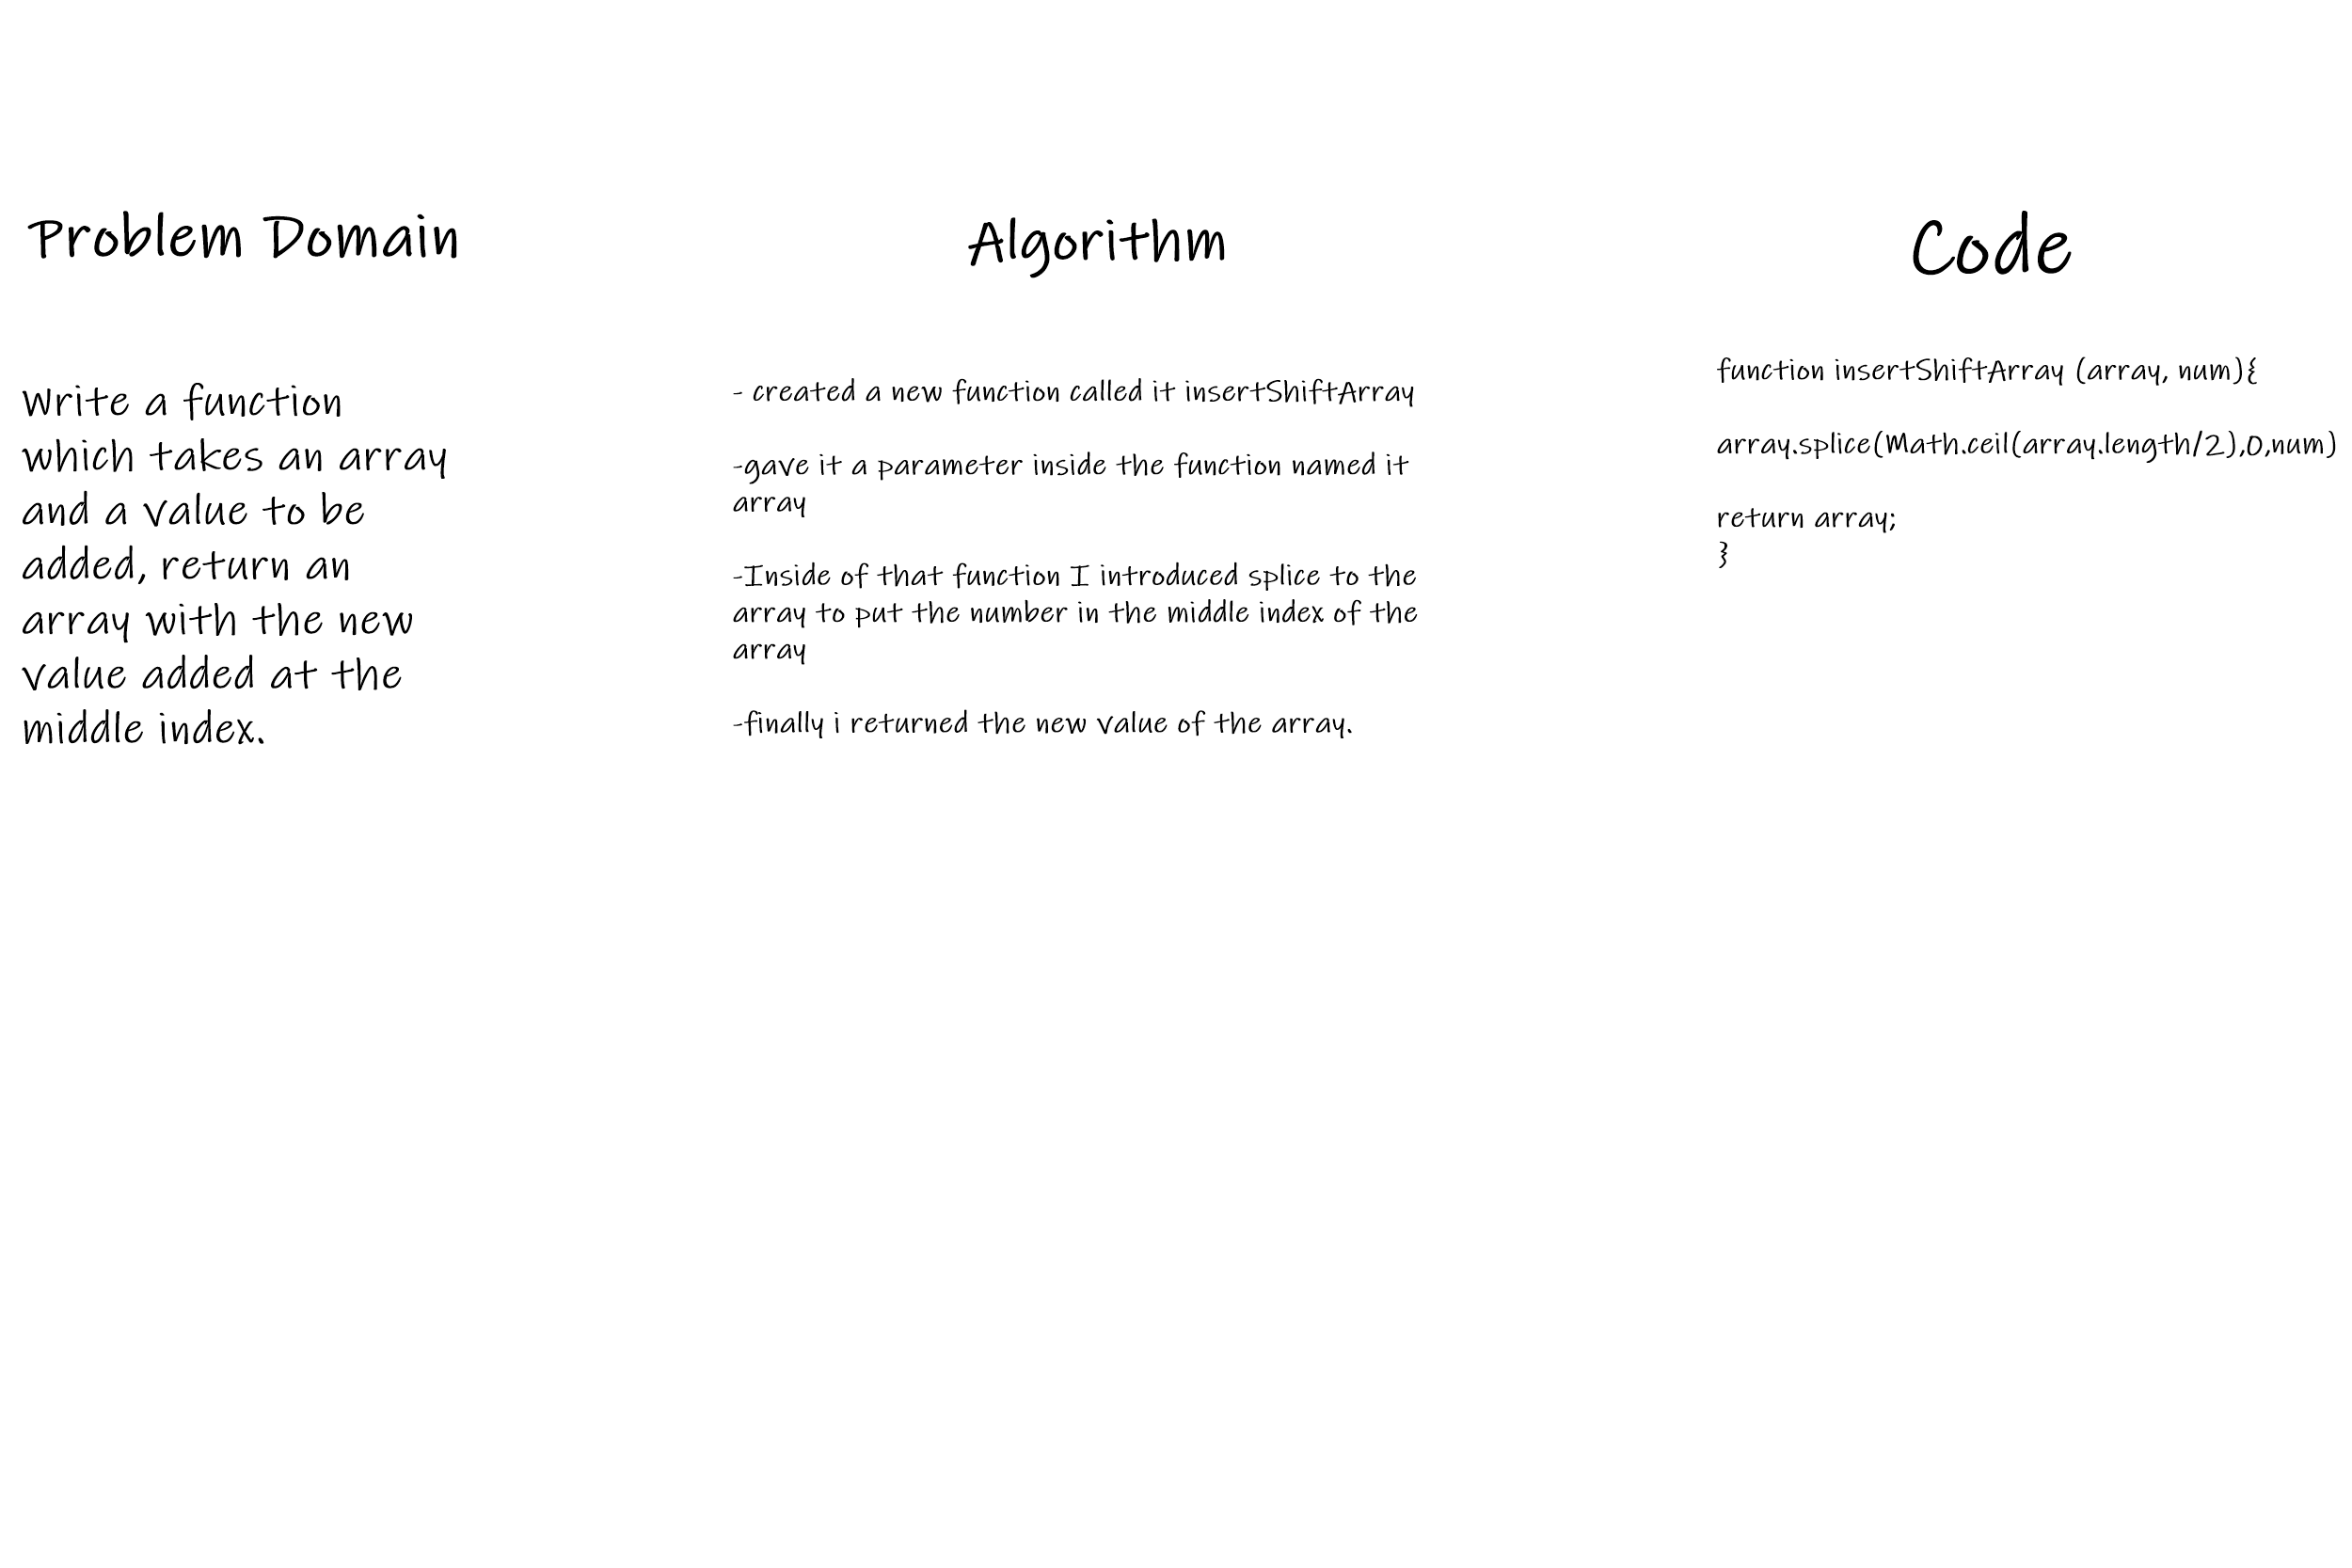 Problem Domain
Write a function
which takes an array
and a value to be
added, return an
array with the new
value added at the
middle index.
Algorithm
- created a new function called it insertShiftArray
-gave it a parameter inside the function named it
array
-Inside of that function I introduced splice to the
array to put the number in the middle index of the
array
-finally i returned the new value of the array.
Code
function insertShiftArray (array, num){
array.splice(Math.ceil(array.length/2),0,num)
return array;
}